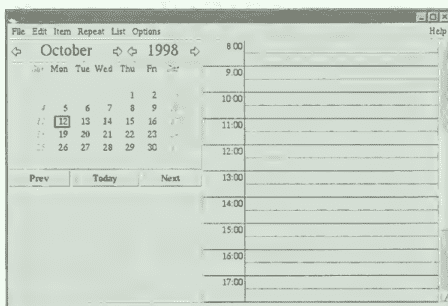 File Edit Item Repeat List Options Help
October 1998
Mon Tue Wed Thu Fri
1 2
4 5 6 7 8 9
12 13 14 15 16
19 20 21 22 23
26 27 28 29 30
Prev Today Next
8:00
9:00
10:00
11:00
12:00
13:00
14:00
15:00
16:00
17:00